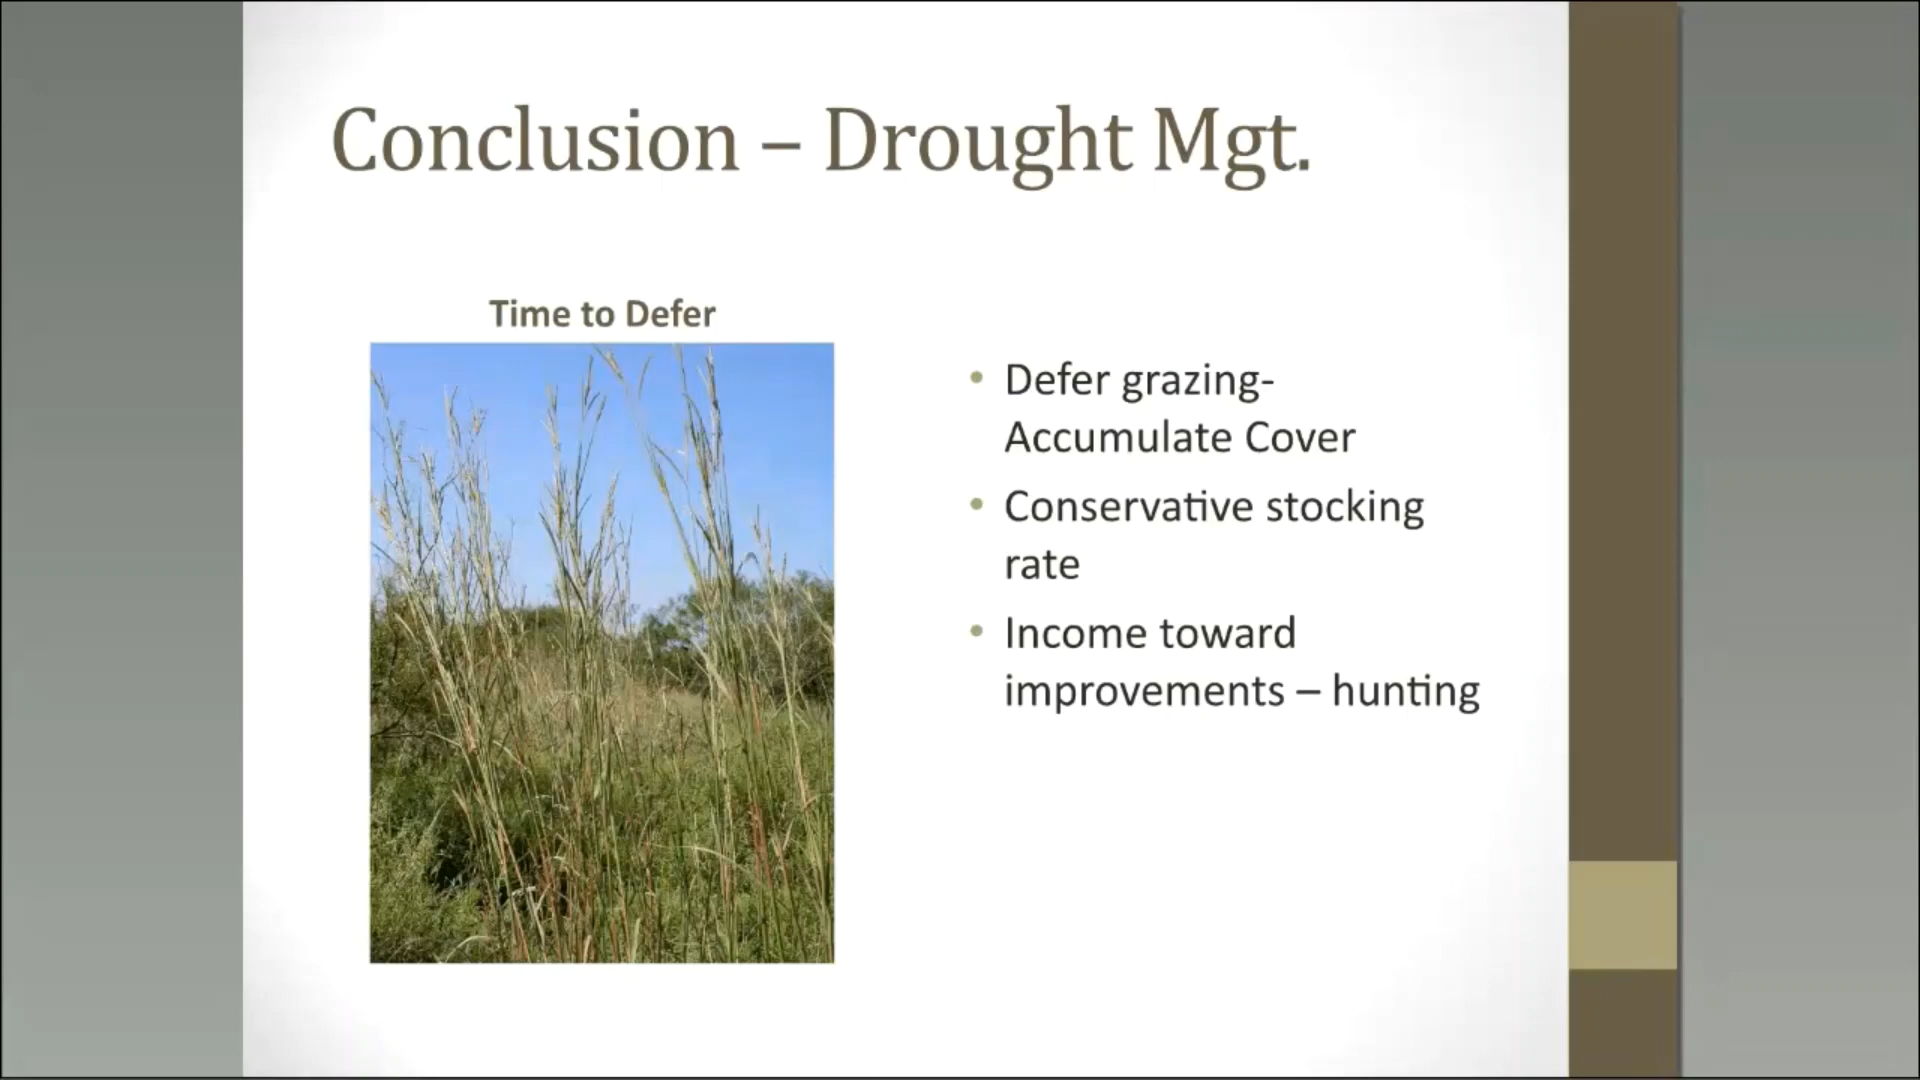 Conclusion – Drought Mgt.
Time to Defer
• Defer grazing-
Accumulate Cover
• Conservative stocking
rate
• Income toward
improvements – hunting